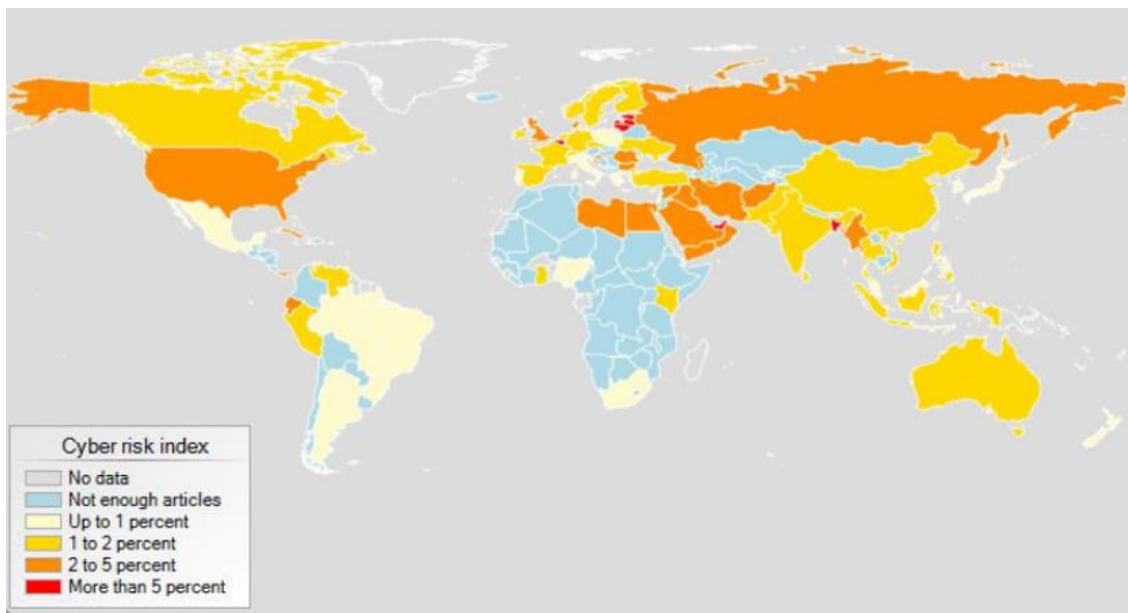 Cyber risk index
No data
Not enough articles
Up to 1 percent
1 to 2 percent
2 to 5 percent
More than 5 percent